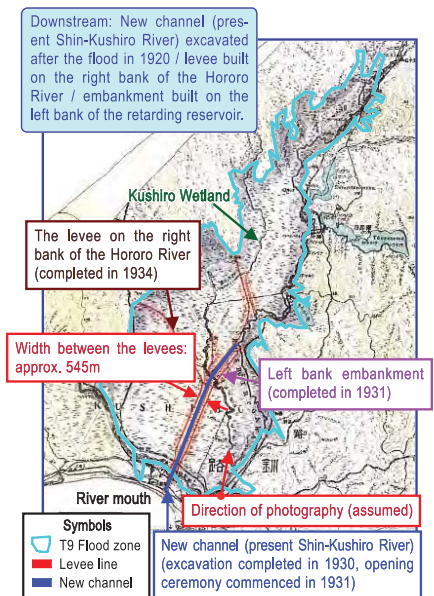 Downstream: New channel (pres-
ent Shin-Kushiro River) excavated
after the flood in 1920 / levee built
on the right bank of the Hororo
River / embankment built on the
left bank of the retarding reservoir.
Kushiro Wetland
The levee on the right
bank of the Hororo River
(completed in 1934)
Width between the levees:
approx. 545m
Left bank embankment
(completed in 1931)
K U S H
路
River mouth
Direction of photography (assumed)
Symbols
T9 Flood zone
Levee line
New channel
New channel (present Shin-Kushiro River)
(excavation completed in 1930, opening
ceremony commenced in 1931)